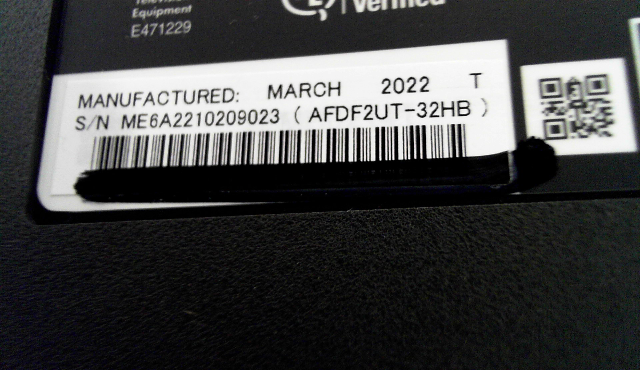 Equipment
E471229
Verified
MANUFACTURED: MARCH 2022 T
S/N ME6A2210209023 ( AFDF2UT-32HB )